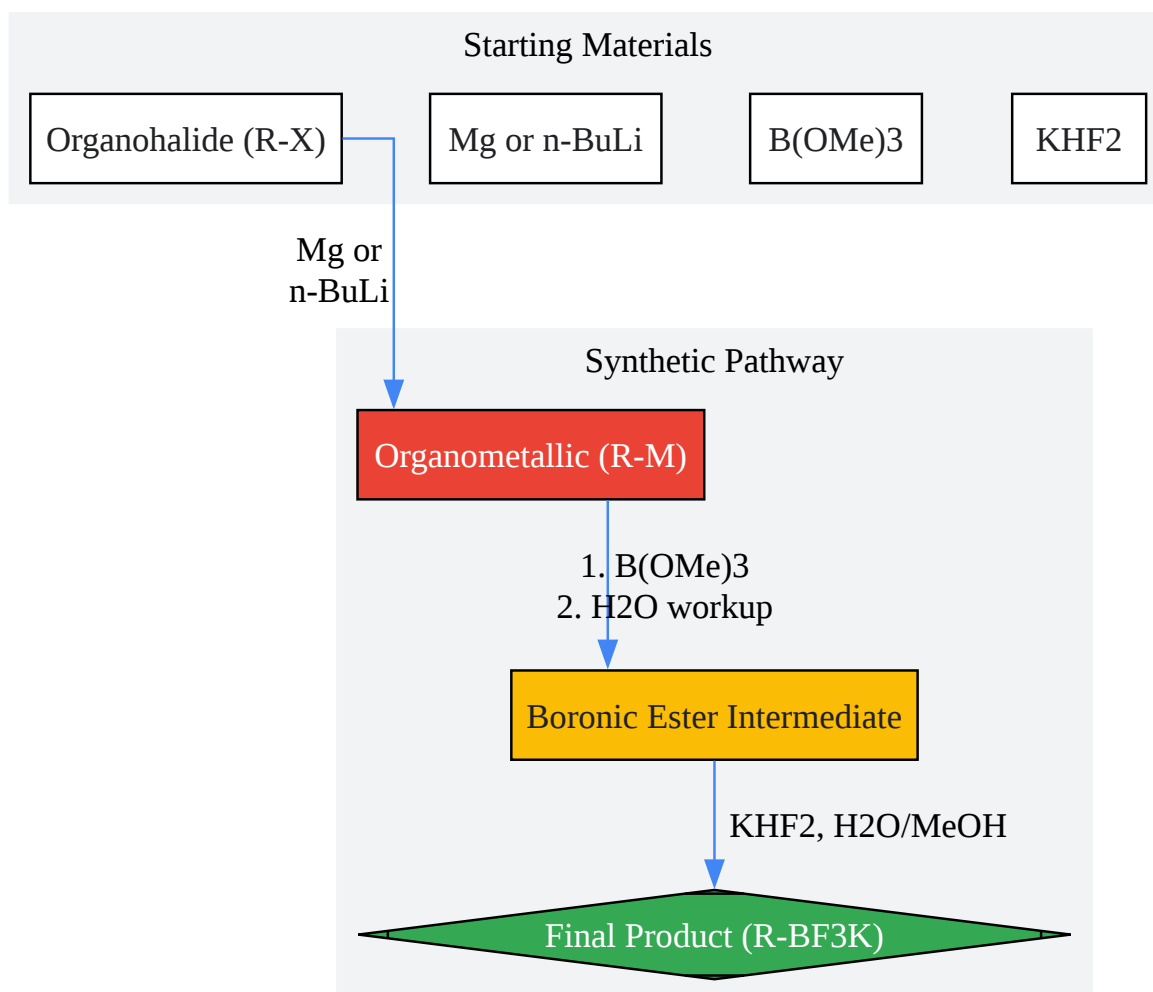 Starting Materials
Organohalide (R-X)
Mg or n-BuLi
B(OMe)3
KHF2
Mg or
n-BuLi
Synthetic Pathway
Organometallic (R-M)
1. B(OMe)3
2. H2O workup
Boronic Ester Intermediate
KHF2, H2O/MeOH
Final Product (R-BF3K)